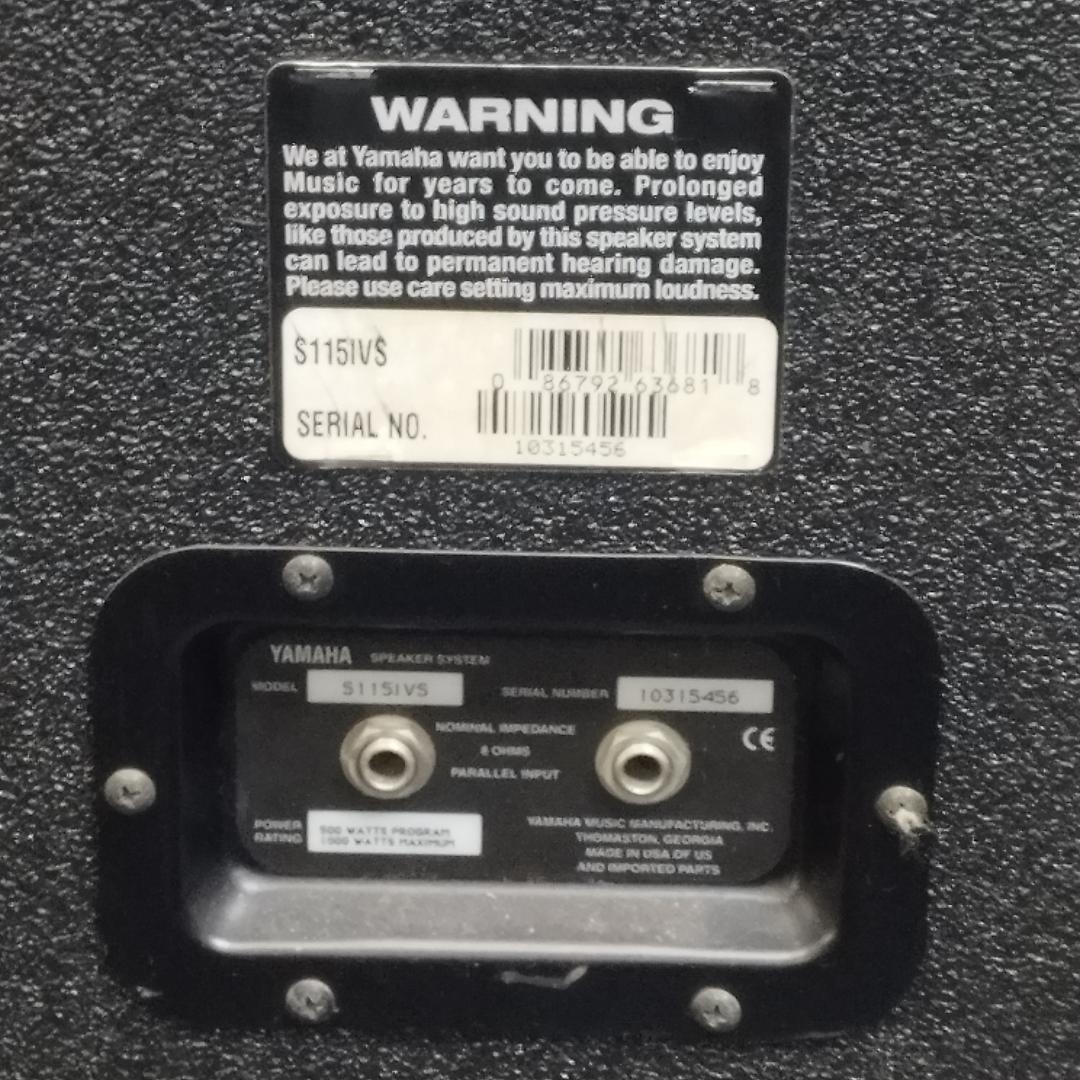 WARNING
We at Yamaha want you to be able to enjoy
Music for years to come. Prolonged
exposure to high sound pressure levels,
like those produced by this speaker system
can lead to permanent hearing damage.
Please use care setting maximum loudness.
S115IVS
0 86792 63681 8
SERIAL NO.
10315456
YAMAHA SPEAKER SYSTEM
MODEL S115IVS SERIAL NUMBER 10315456
NOMINAL IMPEDANCE
8 OHMS
PARALLEL INPUT
CE
POWER
RATING
500 WATTS PROGRAM
1000 WATTS MAXIMUM
YAMAHA MUSIC MANUFACTURING, INC.
THOMASTON, GEORGIA
MADE IN USA OF US
AND IMPORTED PARTS